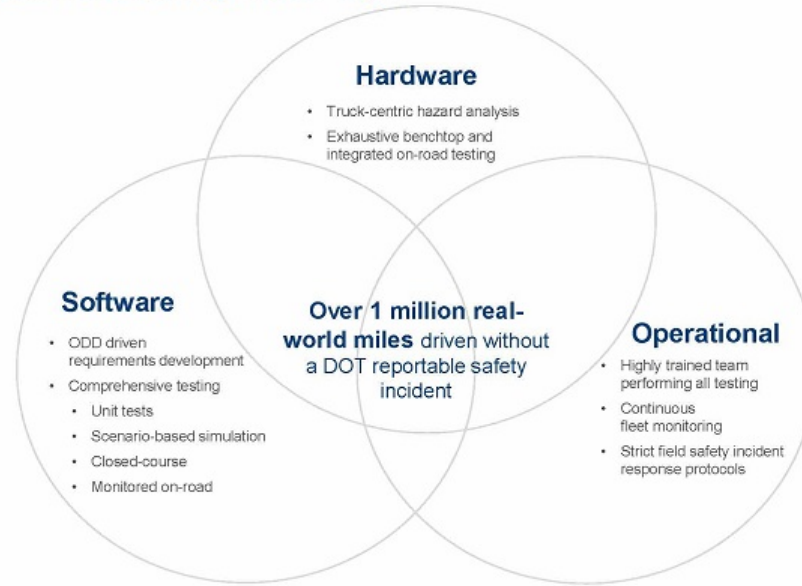 Hardware
• Truck-centric hazard analysis
• Exhaustive benchtop and
integrated on-road testing
Software
• ODD driven
requirements development
• Comprehensive testing
• Unit tests
• Scenario-based simulation
• Closed-course
• Monitored on-road
Over 1 million real-
world miles driven without
a DOT reportable safety
incident
Operational
• Highly trained team
performing all testing
• Continuous
fleet monitoring
• Strict field safety incident
response protocols